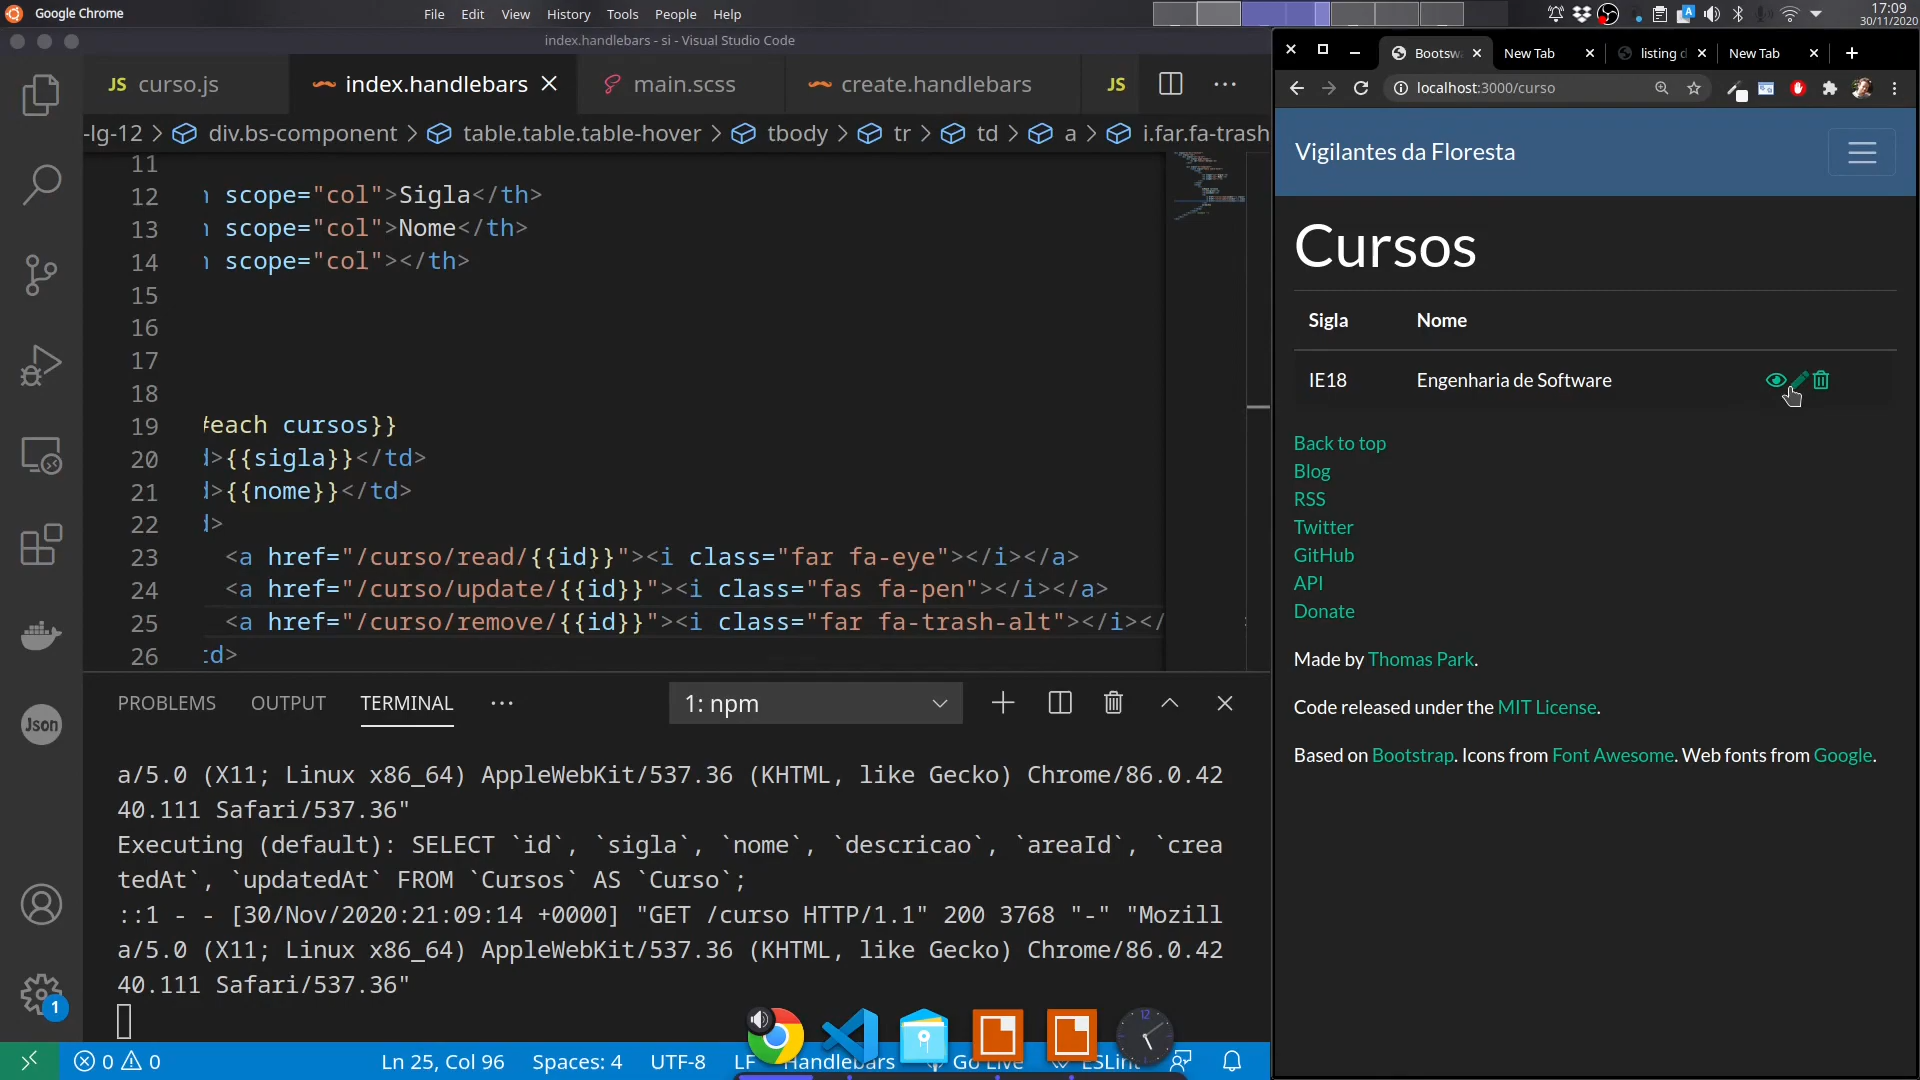 Google Chrome
File Edit View History Tools People Help
17:09
30/11/2020
index.handlebars - si - Visual Studio Code
JS curso.js
index.handlebars
main.scss
create.handlebars
JS
-lg-12 > div.bs-component > table.table.table-hover > tbody > tr > td > a > i.far.fa-trash
11
12 scope="col">Sigla</th>
13 scope="col">Nome</th>
14 scope="col"></th>
15
16
17
18
19 #each cursos}}
20 d>{{sigla}}</td>
21 d>{{nome}}</td>
22 d>
23 <a href="/curso/read/{{id}}"><i class="far fa-eye"></i></a>
24 <a href="/curso/update/{{id}}"><i class="fas fa-pen"></i></a>
25 <a href="/curso/remove/{{id}}"><i class="far fa-trash-alt"></i></
26 td>
Json
1
PROBLEMS OUTPUT TERMINAL ···
1: npm
a/5.0 (X11; Linux x86_64) AppleWebKit/537.36 (KHTML, like Gecko) Chrome/86.0.42
40.111 Safari/537.36"
Executing (default): SELECT `id`, `sigla`, `nome`, `descricao`, `areaId`, `crea
tedAt`, `updatedAt` FROM `Cursos` AS `Curso`;
::1 - - [30/Nov/2020:21:09:14 +0000] "GET /curso HTTP/1.1" 200 3768 "-" "Mozill
a/5.0 (X11; Linux x86_64) AppleWebKit/537.36 (KHTML, like Gecko) Chrome/86.0.42
40.111 Safari/537.36"
12
0 0
Ln 25, Col 96
Spaces: 4
UTF-8
LF
Handlebars
Go Live
ESLint
Bootsw
New Tab
listing d
New Tab
localhost:3000/curso
Vigilantes da Floresta
Cursos
Sigla Nome
IE18 Engenharia de Software
Back to top
Blog
RSS
Twitter
GitHub
API
Donate
Made by Thomas Park.
Code released under the MIT License.
Based on Bootstrap. Icons from Font Awesome. Web fonts from Google.